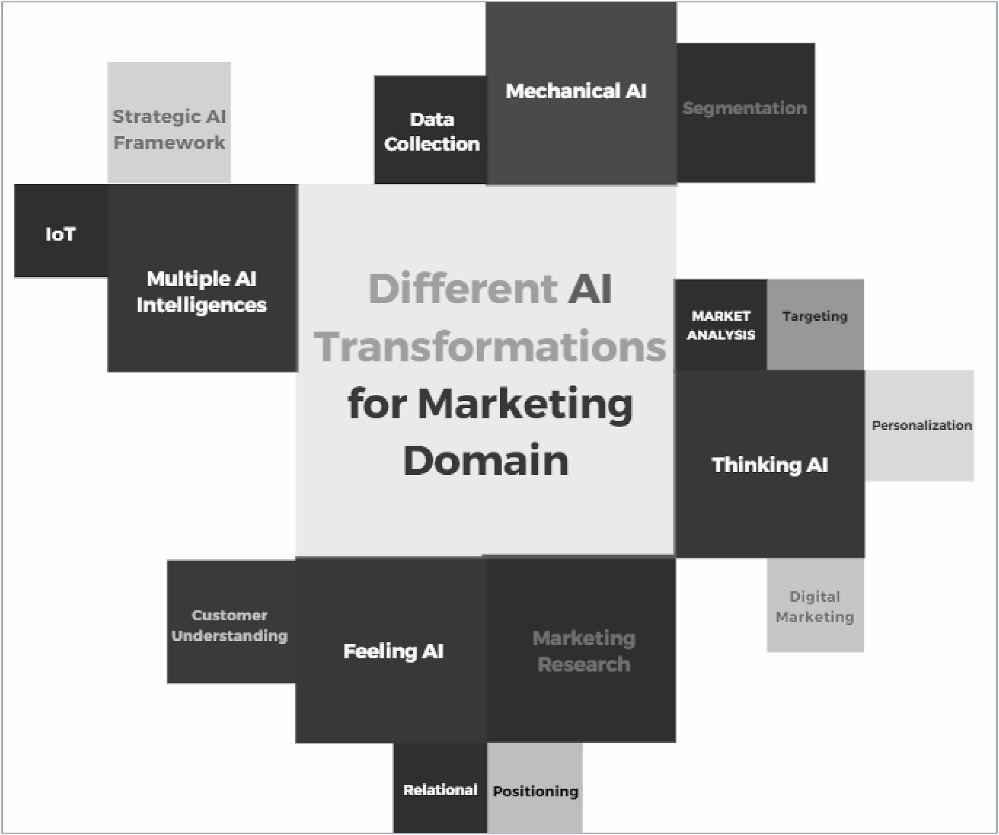 Mechanical AI
Data
Collection
Segmentation
Strategic AI
Framework
IoT
Multiple AI
Intelligences
Different AI
Transformations
for Marketing
Domain
MARKET
ANALYSIS
Targeting
Personalization
Thinking AI
Digital
Marketing
Customer
Understanding
Feeling AI
Marketing
Research
Relational
Positioning